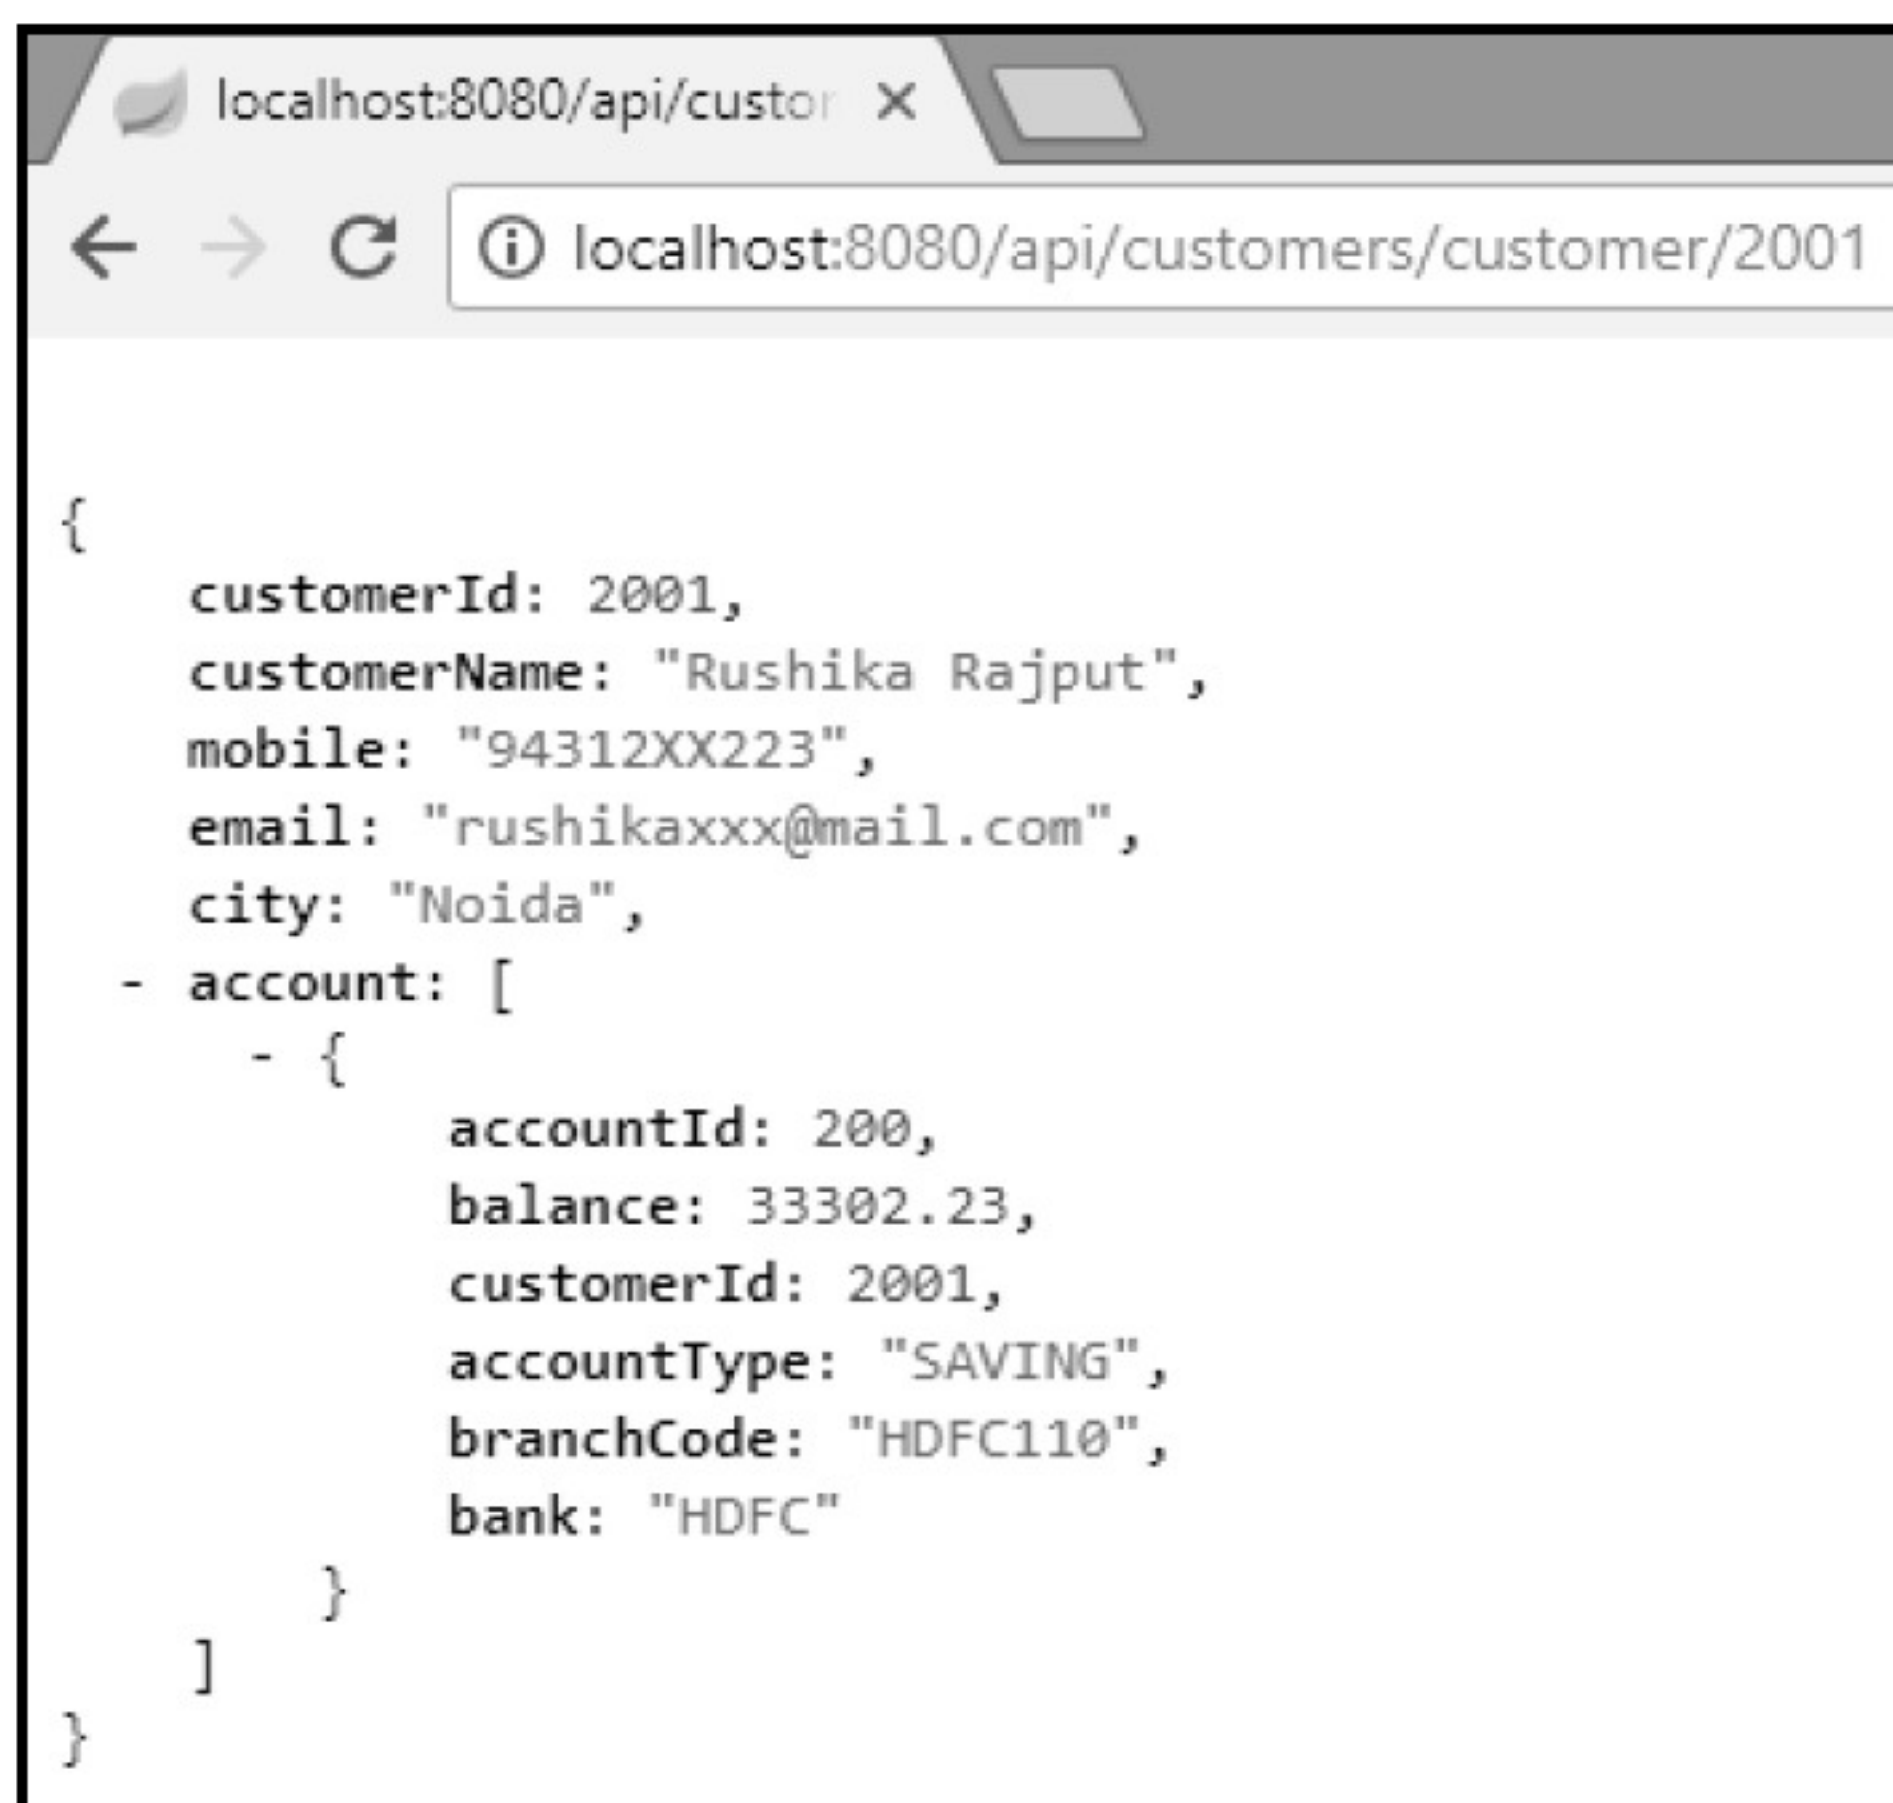 localhost:8080/api/custor
localhost:8080/api/customers/customer/2001
{
customerId: 2001,
customerName: "Rushika Rajput",
mobile: "94312XX223",
email: "rushikaxxx@mail.com",
city: "Noida",
- account: [
- {
accountId: 200,
balance: 33302.23,
customerId: 2001,
accountType: "SAVING",
branchCode: "HDFC110",
bank: "HDFC"
}
]
}